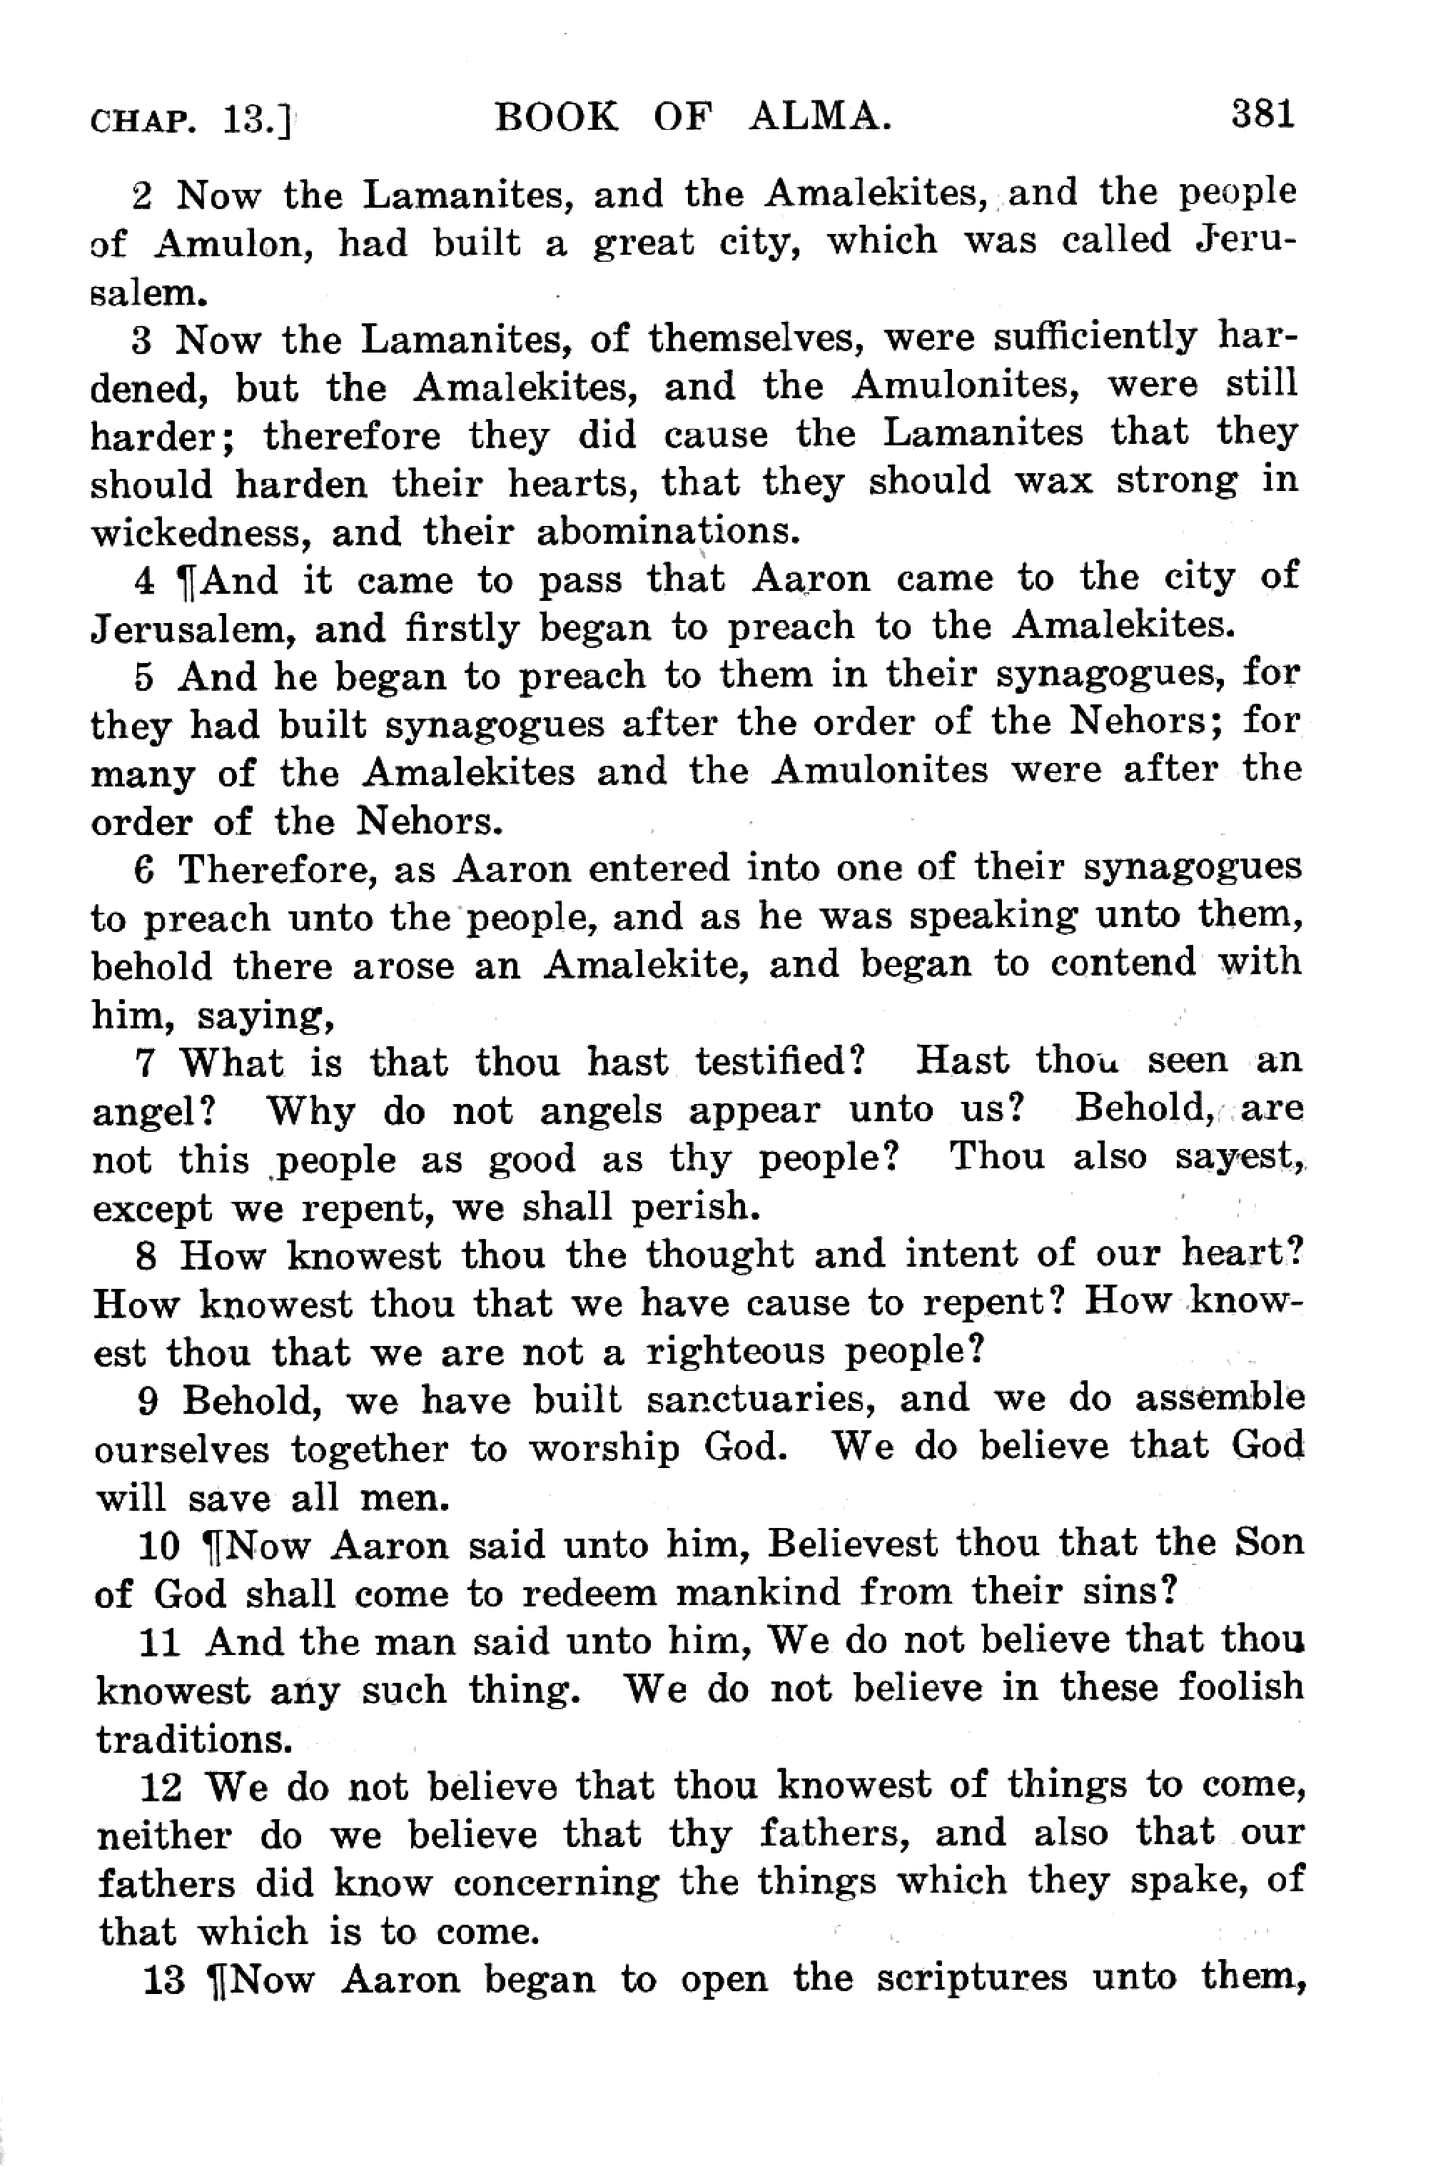 CHAP. 13.] BOOK OF ALMA. 381
2 Now the Lamanites, and the Amalekites, and the people
of Amulon, had built a great city, which was called Jeru-
salem.
3 Now the Lamanites, of themselves, were sufficiently har-
dened, but the Amalekites, and the Amulonites, were still
harder; therefore they did cause the Lamanites that they
should harden their hearts, that they should wax strong in
wickedness, and their abominations.
4 ¶And it came to pass that Aaron came to the city of
Jerusalem, and firstly began to preach to the Amalekites.
5 And he began to preach to them in their synagogues, for
they had built synagogues after the order of the Nehors; for
many of the Amalekites and the Amulonites were after the
order of the Nehors.
6 Therefore, as Aaron entered into one of their synagogues
to preach unto the people, and as he was speaking unto them,
behold there arose an Amalekite, and began to contend with
him, saying,
7 What is that thou hast testified? Hast thou seen an
angel? Why do not angels appear unto us? Behold, are
not this people as good as thy people? Thou also sayest,
except we repent, we shall perish.
8 How knowest thou the thought and intent of our heart?
How knowest thou that we have cause to repent? How know-
est thou that we are not a righteous people?
9 Behold, we have built sanctuaries, and we do assemble
ourselves together to worship God. We do believe that God
will save all men.
10 ¶Now Aaron said unto him, Believest thou that the Son
of God shall come to redeem mankind from their sins?
11 And the man said unto him, We do not believe that thou
knowest any such thing. We do not believe in these foolish
traditions.
12 We do not believe that thou knowest of things to come,
neither do we believe that thy fathers, and also that our
fathers did know concerning the things which they spake, of
that which is to come.
13 ¶Now Aaron began to open the scriptures unto them,